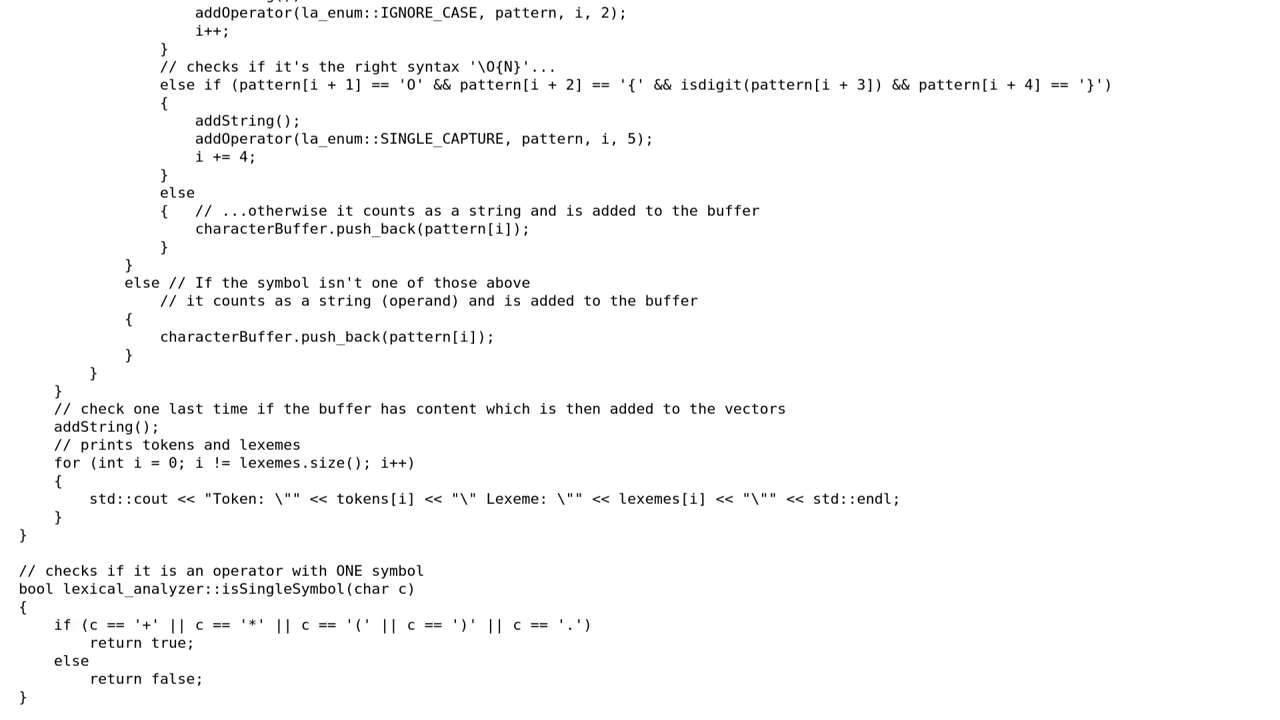 addOperator(la_enum::IGNORE_CASE, pattern, i, 2);
i++;
}
// checks if it's the right syntax '\O{N}'...
else if (pattern[i + 1] == 'O' && pattern[i + 2] == '{' && isdigit(pattern[i + 3]) && pattern[i + 4] == '}')
{
addString();
addOperator(la_enum::SINGLE_CAPTURE, pattern, i, 5);
i += 4;
}
else
{   // ...otherwise it counts as a string and is added to the buffer
characterBuffer.push_back(pattern[i]);
}
}
else // If the symbol isn't one of those above
// it counts as a string (operand) and is added to the buffer
{
characterBuffer.push_back(pattern[i]);
}
}
}
// check one last time if the buffer has content which is then added to the vectors
addString();
// prints tokens and lexemes
for (int i = 0; i != lexemes.size(); i++)
{
std::cout << "Token: \"" << tokens[i] << "\" Lexeme: \"" << lexemes[i] << "\"" << std::endl;
}
}
// checks if it is an operator with ONE symbol
bool lexical_analyzer::isSingleSymbol(char c)
{
if (c == '+' || c == '*' || c == '(' || c == ')' || c == '.')
return true;
else
return false;
}